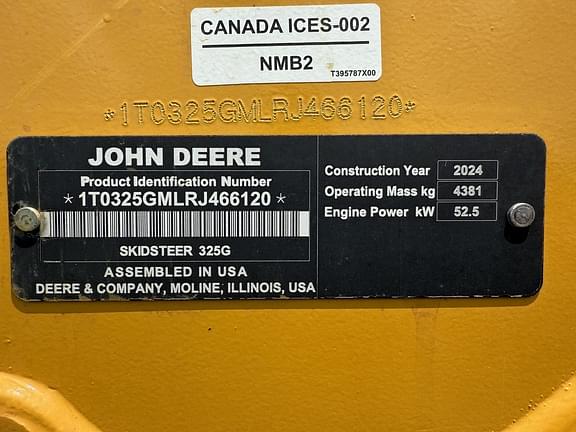 CANADA ICES-002
NMB2
T395787X00
*1T0325GMLRJ466120*
JOHN DEERE
Product Identification Number
*1T0325GMLRJ466120*
SKIDSTEER 325G
ASSEMBLED IN USA
DEERE & COMPANY, MOLINE, ILLINOIS, USA
Construction Year 2024
Operating Mass kg 4381
Engine Power kW 52.5